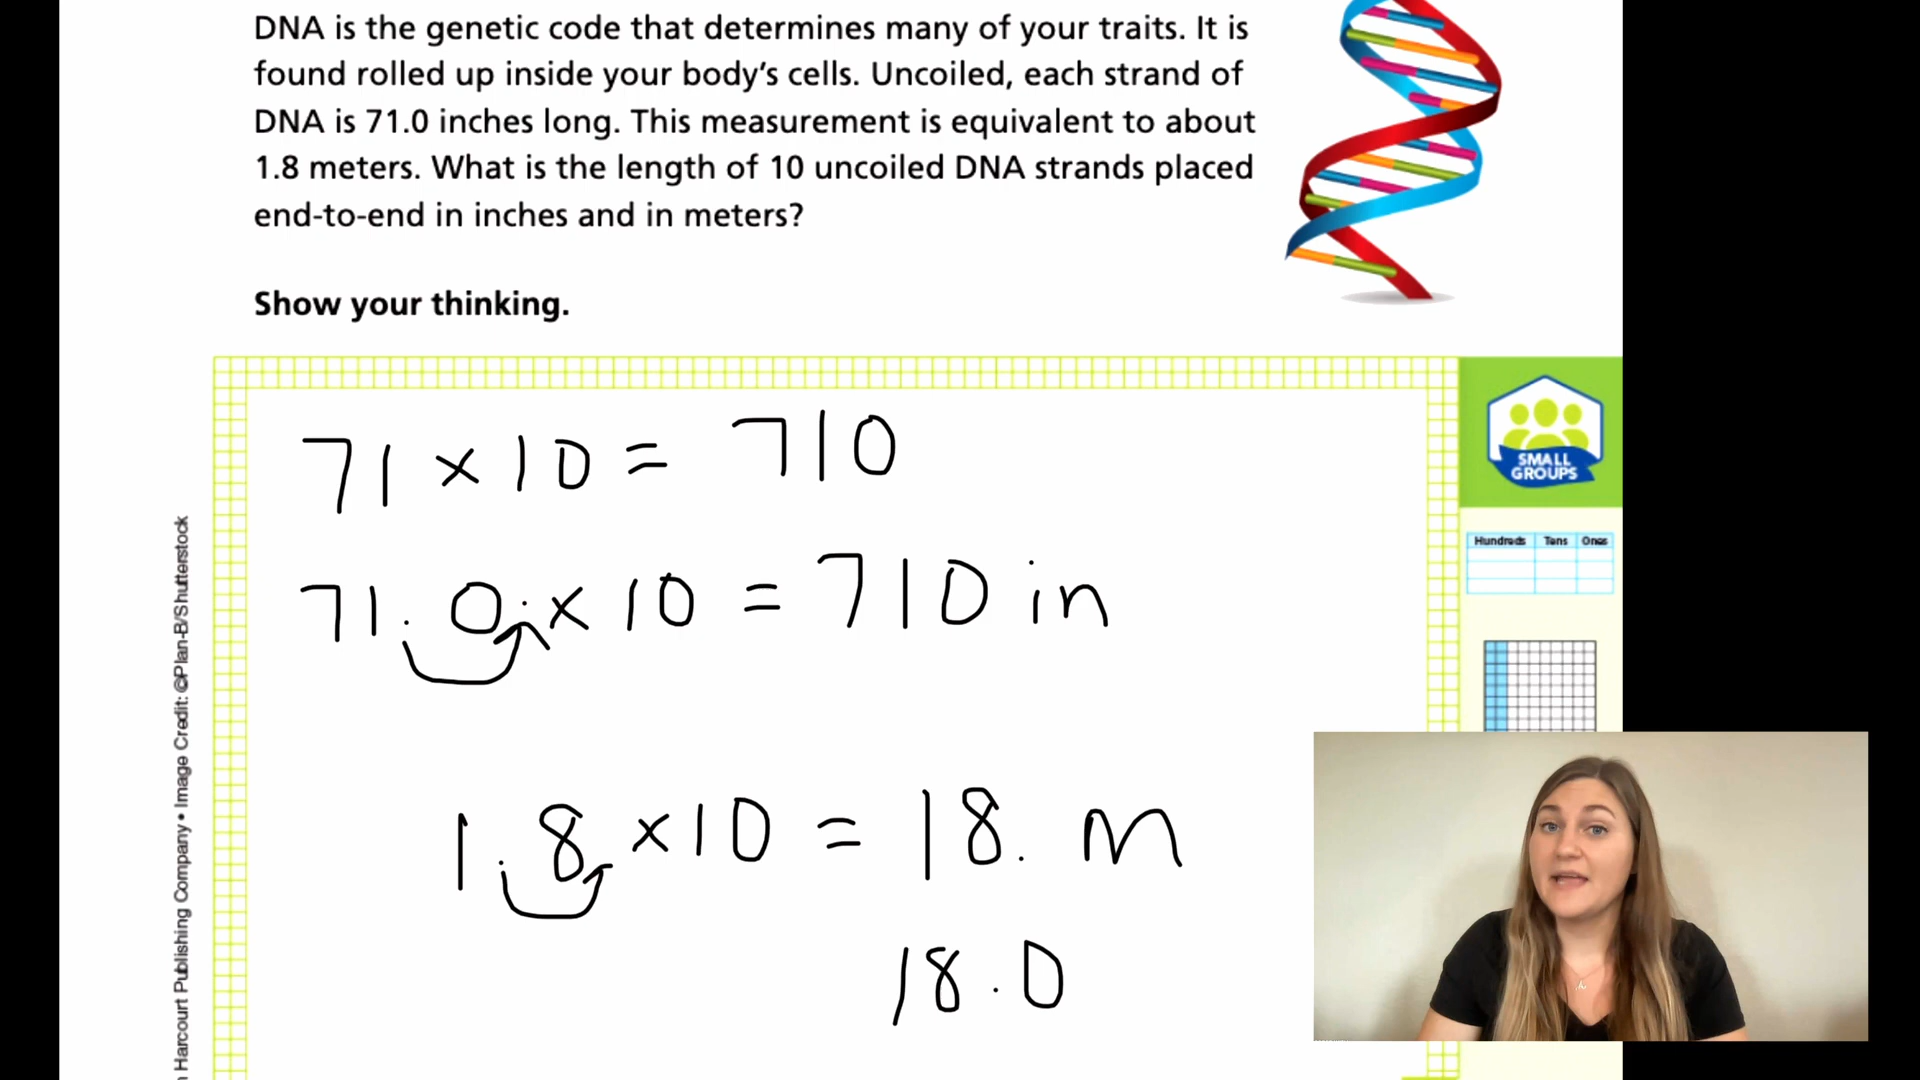 DNA is the genetic code that determines many of your traits. It is
found rolled up inside your body's cells. Uncoiled, each strand of
DNA is 71.0 inches long. This measurement is equivalent to about
1.8 meters. What is the length of 10 uncoiled DNA strands placed
end-to-end in inches and in meters?
Show your thinking.
71 × 10 = 710
71.0. × 10 = 710 in
1.8 × 10 = 18. m
18.0
SMALL
GROUPS
Hundreds Tens Ones
Harcourt Publishing Company • Image Credit: ©Plan-B/Shutterstock